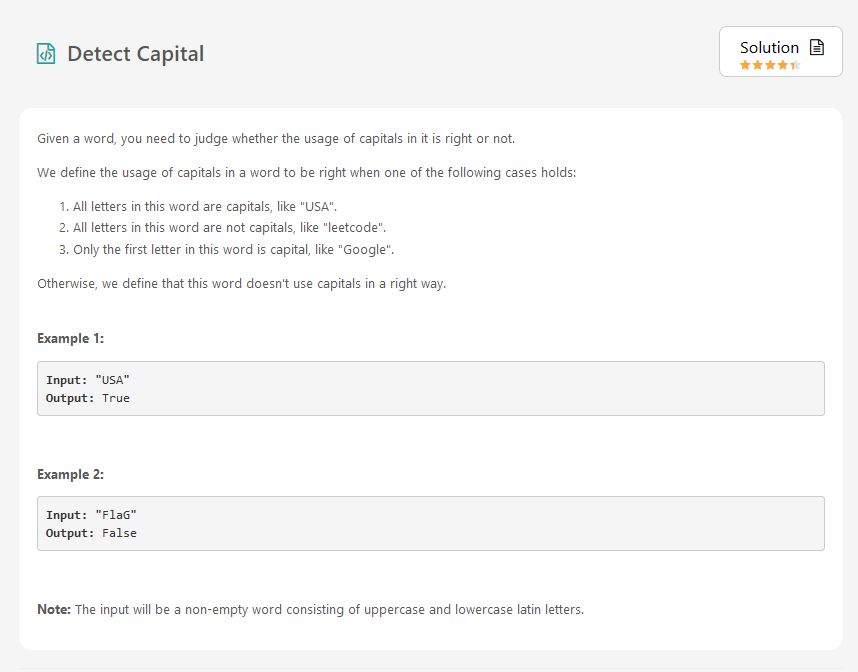 Detect Capital
Solution
Given a word, you need to judge whether the usage of capitals in it is right or not.
We define the usage of capitals in a word to be right when one of the following cases holds:
1. All letters in this word are capitals, like "USA".
2. All letters in this word are not capitals, like "leetcode".
3. Only the first letter in this word is capital, like "Google".
Otherwise, we define that this word doesn't use capitals in a right way.
Example 1:
Input: "USA"
Output: True
Example 2:
Input: "FlaG"
Output: False
Note: The input will be a non-empty word consisting of uppercase and lowercase latin letters.